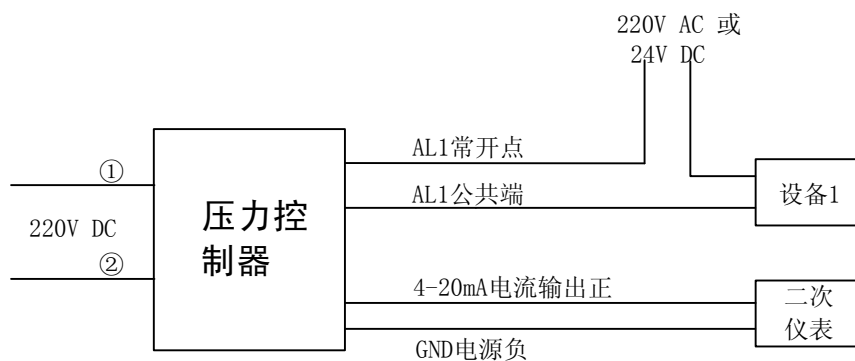 220V AC 或
24V DC
①
220V DC
②
压力控
制器
AL1常开点
AL1公共端
4-20mA电流输出正
GND电源负
设备1
二次
仪表